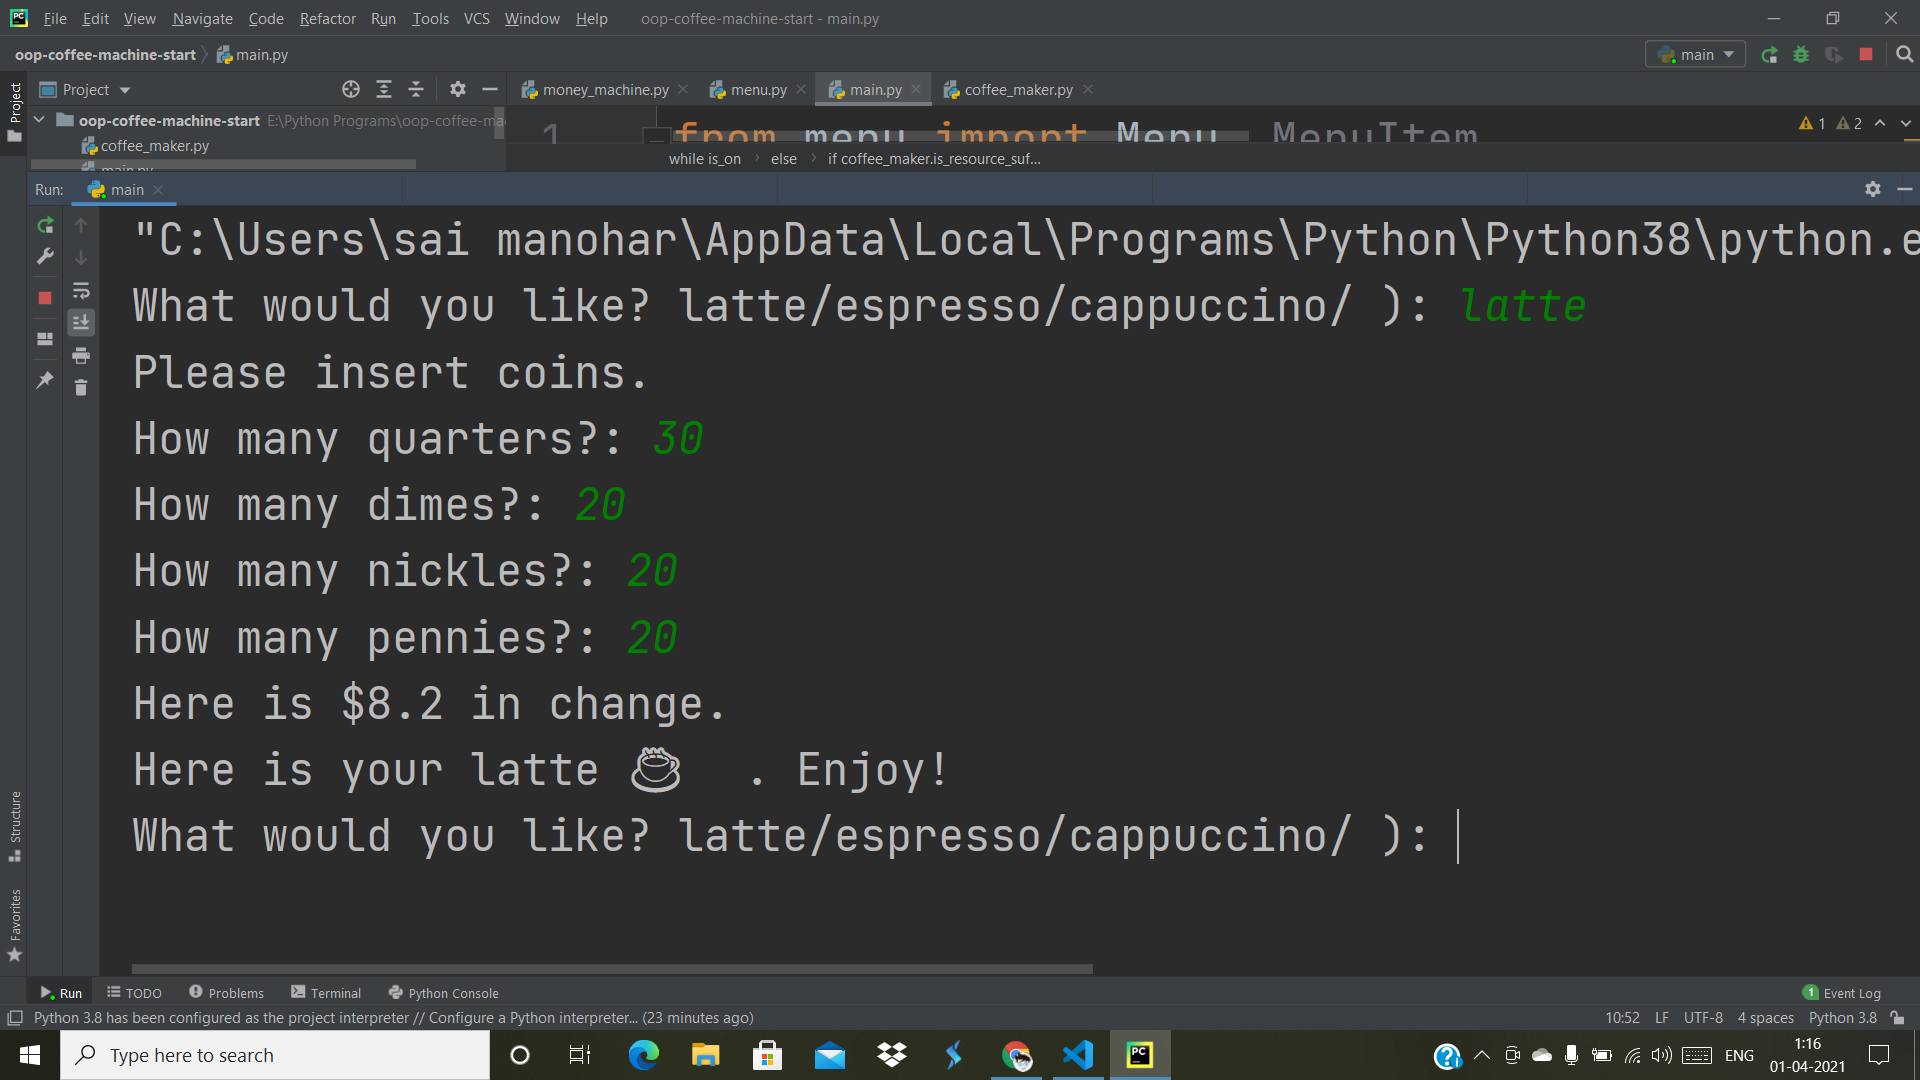 File Edit View Navigate Code Refactor Run Tools VCS Window Help oop-coffee-machine-start - main.py
oop-coffee-machine-start main.py main
Project money_machine.py menu.py main.py coffee_maker.py
oop-coffee-machine-start E:\Python Programs\oop-coffee-ma
1 from menu import Menu, MenuItem
1 2
coffee_maker.py
main.py
while is_on else if coffee_maker.is_resource_suf...
Run: main
"C:\Users\sai manohar\AppData\Local\Programs\Python\Python38\python.e
What would you like? latte/espresso/cappuccino/ ): latte
Please insert coins.
How many quarters?: 30
How many dimes?: 20
How many nickles?: 20
How many pennies?: 20
Here is $8.2 in change.
Here is your latte ☕ . Enjoy!
What would you like? latte/espresso/cappuccino/ ):
Project
Structure
Favorites
Run TODO Problems Terminal Python Console 1 Event Log
Python 3.8 has been configured as the project interpreter // Configure a Python interpreter... (23 minutes ago) 10:52 LF UTF-8 4 spaces Python 3.8
Type here to search ENG 1:16
01-04-2021